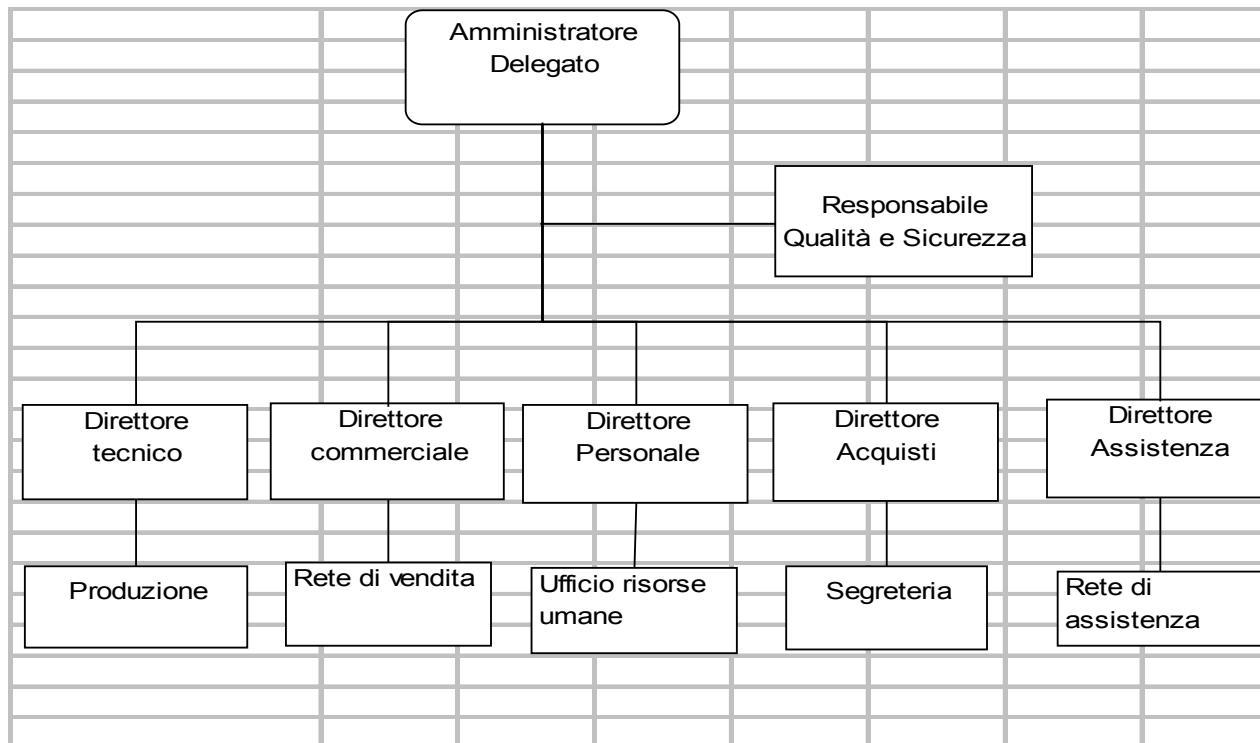 Amministratore
Delegato
Responsabile
Qualità e Sicurezza
Direttore
tecnico
Direttore
commerciale
Direttore
Personale
Direttore
Acquisti
Direttore
Assistenza
Produzione
Rete di vendita
Ufficio risorse
umane
Segreteria
Rete di
assistenza